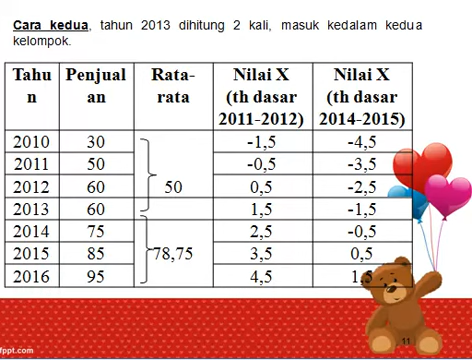 Cara kedua, tahun 2013 dihitung 2 kali, masuk kedalam kedua
kelompok.
Tahu Penjual Rata- Nilai X Nilai X
n an rata (th dasar (th dasar
2011-2012) 2014-2015)
2010 30 -1,5 -4,5
2011 50 -0,5 -3,5
2012 60 50 0,5 -2,5
2013 60 1,5 -1,5
2014 75 2,5 -0,5
2015 85 78,75 3,5 0,5
2016 95 4,5 1,5
11
fppt.com